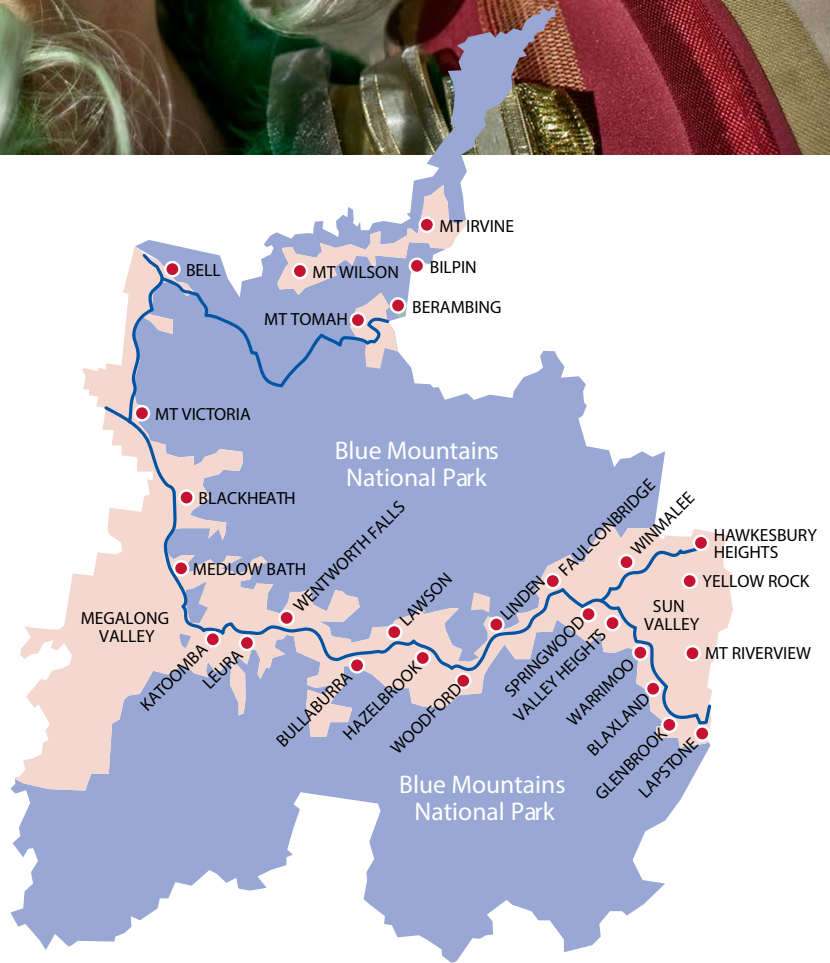 MT IRVINE
BILPIN
BELL
MT WILSON
BERAMBING
MT TOMAH
MT VICTORIA
Blue Mountains
National Park
BLACKHEATH
WENTWORTH FALLS
FAULCONBRIDGE
WINMALEE
HAWKESBURY
HEIGHTS
MEDLOW BATH
YELLOW ROCK
LAWSON
LINDEN
MEGALONG
VALLEY
SUN
VALLEY
KATOOMBA
LEURA
BULLABURRA
HAZELBROOK
WOODFORD
SPRINGWOOD
VALLEY HEIGHTS
WARRIMOO
MT RIVERVIEW
BLAXLAND
GLENBROOK
LAPSTONE
Blue Mountains
National Park